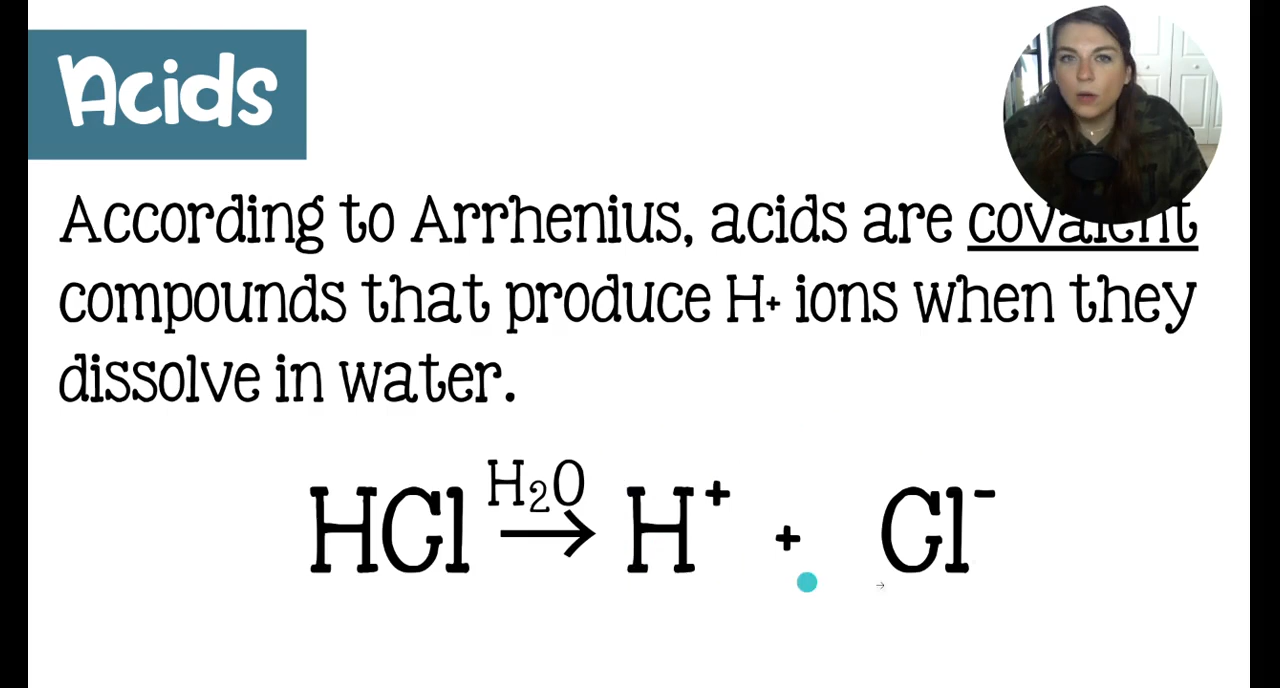 Acids
According to Arrhenius, acids are covalent
compounds that produce H+ ions when they
dissolve in water.
H₂O
HCl → H⁺ + Cl⁻